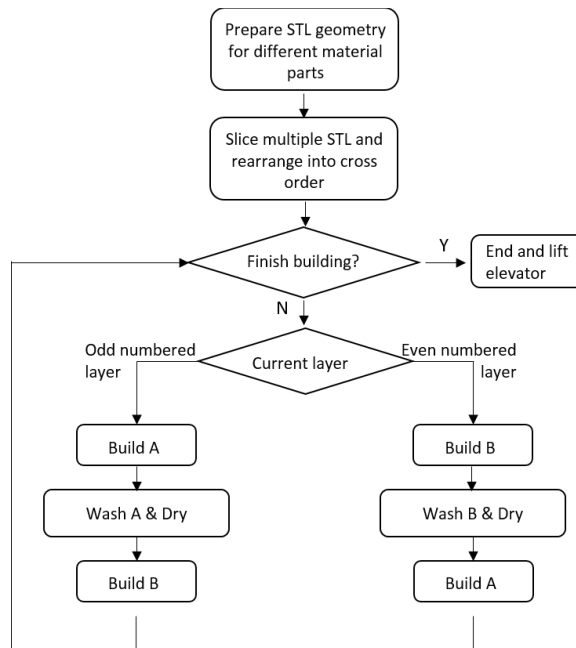 Prepare STL geometry
for different material
parts
Slice multiple STL and
rearrange into cross
order
Finish building?
Y
End and lift
elevator
N
Odd numbered
layer
Current layer
Even numbered
layer
Build A
Build B
Wash A & Dry
Wash B & Dry
Build B
Build A